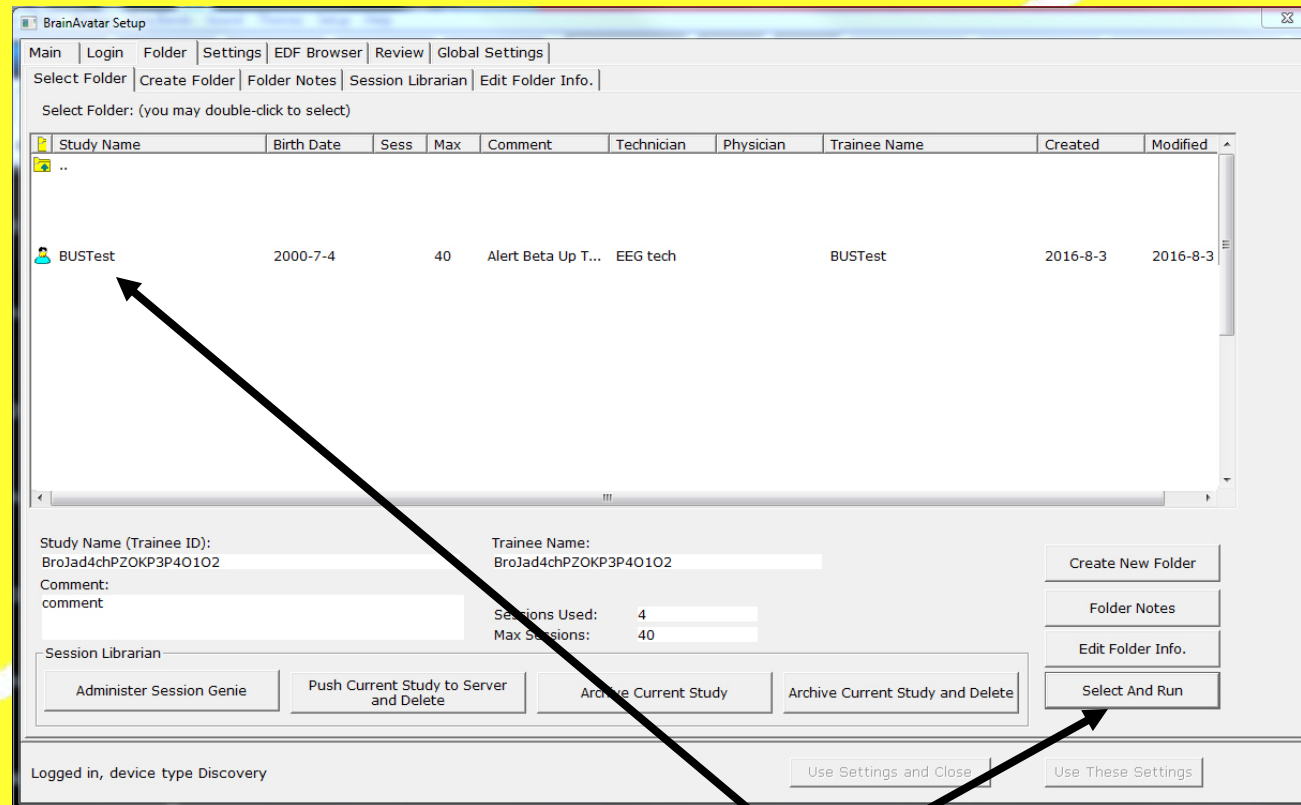 BrainAvatar Setup
Main Login Folder Settings EDF Browser Review Global Settings
Select Folder Create Folder Folder Notes Session Librarian Edit Folder Info.
Select Folder: (you may double-click to select)
Study Name Birth Date Sess Max Comment Technician Physician Trainee Name Created Modified
..
BUSTest 2000-7-4 40 Alert Beta Up T... EEG tech BUSTest 2016-8-3 2016-8-3
Study Name (Trainee ID): Trainee Name:
BroJad4chPZOKP3P4O1O2 BroJad4chPZOKP3P4O1O2
Create New Folder
Comment:
comment
Sessions Used: 4
Folder Notes
Max Sessions: 40
Edit Folder Info.
Session Librarian
Administer Session Genie
Push Current Study to Server
and Delete
Archive Current Study
Archive Current Study and Delete
Select And Run
Logged in, device type Discovery
Use Settings and Close
Use These Settings